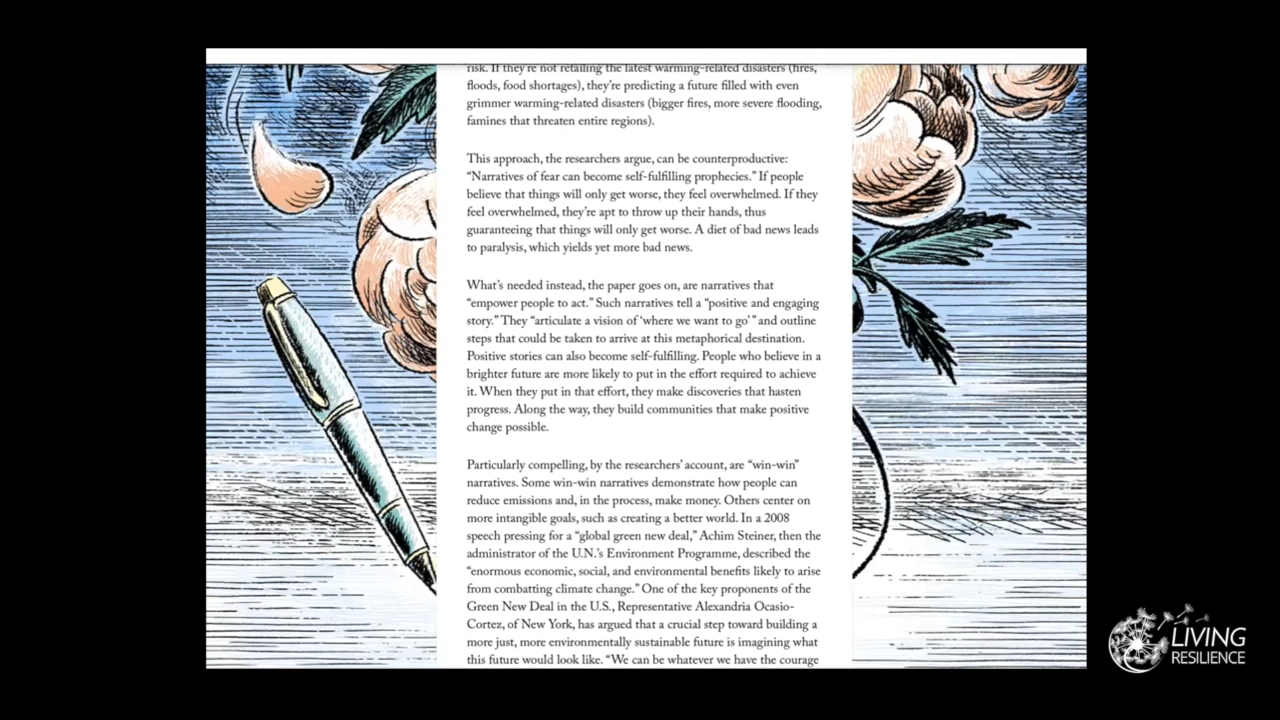 risk. If they're not retailing the latest warming-related disasters (fires,
floods, food shortages), they're predicting a future filled with even
grimmer warming-related disasters (bigger fires, more severe flooding,
famines that threaten entire regions).
This approach, the researchers argue, can be counterproductive:
“Narratives of fear can become self-fulfilling prophecies.” If people
believe that things will only get worse, they feel overwhelmed. If they
feel overwhelmed, they’re apt to throw up their hands, thus
guaranteeing that things will only get worse. A diet of bad news leads
to paralysis, which yields yet more bad news.
What’s needed instead, the paper goes on, are narratives that
“empower people to act.” Such narratives tell a “positive and engaging
story.” They “articulate a vision of ‘where we want to go’ ” and outline
steps that could be taken to arrive at this metaphorical destination.
Positive stories can also become self-fulfilling. People who believe in a
brighter future are more likely to put in the effort required to achieve
it. When they put in that effort, they make discoveries that hasten
progress. Along the way, they build communities that make positive
change possible.
Particularly compelling, by the researchers’ account, are “win-win”
narratives. Some win-win narratives demonstrate how people can
reduce emissions and, in the process, make money. Others center on
more intangible goals, such as creating a better world. In a 2008
speech pressing for a “global green new deal,” Achim Steiner, then the
administrator of the U.N.’s Environment Programme, described the
“enormous economic, social, and environmental benefits likely to arise
from combatting climate change.” One of the key proponents of the
Green New Deal in the U.S., Representative Alexandria Ocasio-
Cortez, of New York, has argued that a crucial step toward building a
more just, more environmentally sustainable future is imagining what
this future would look like. “We can be whatever we have the courage
LIVING
RESILIENCE